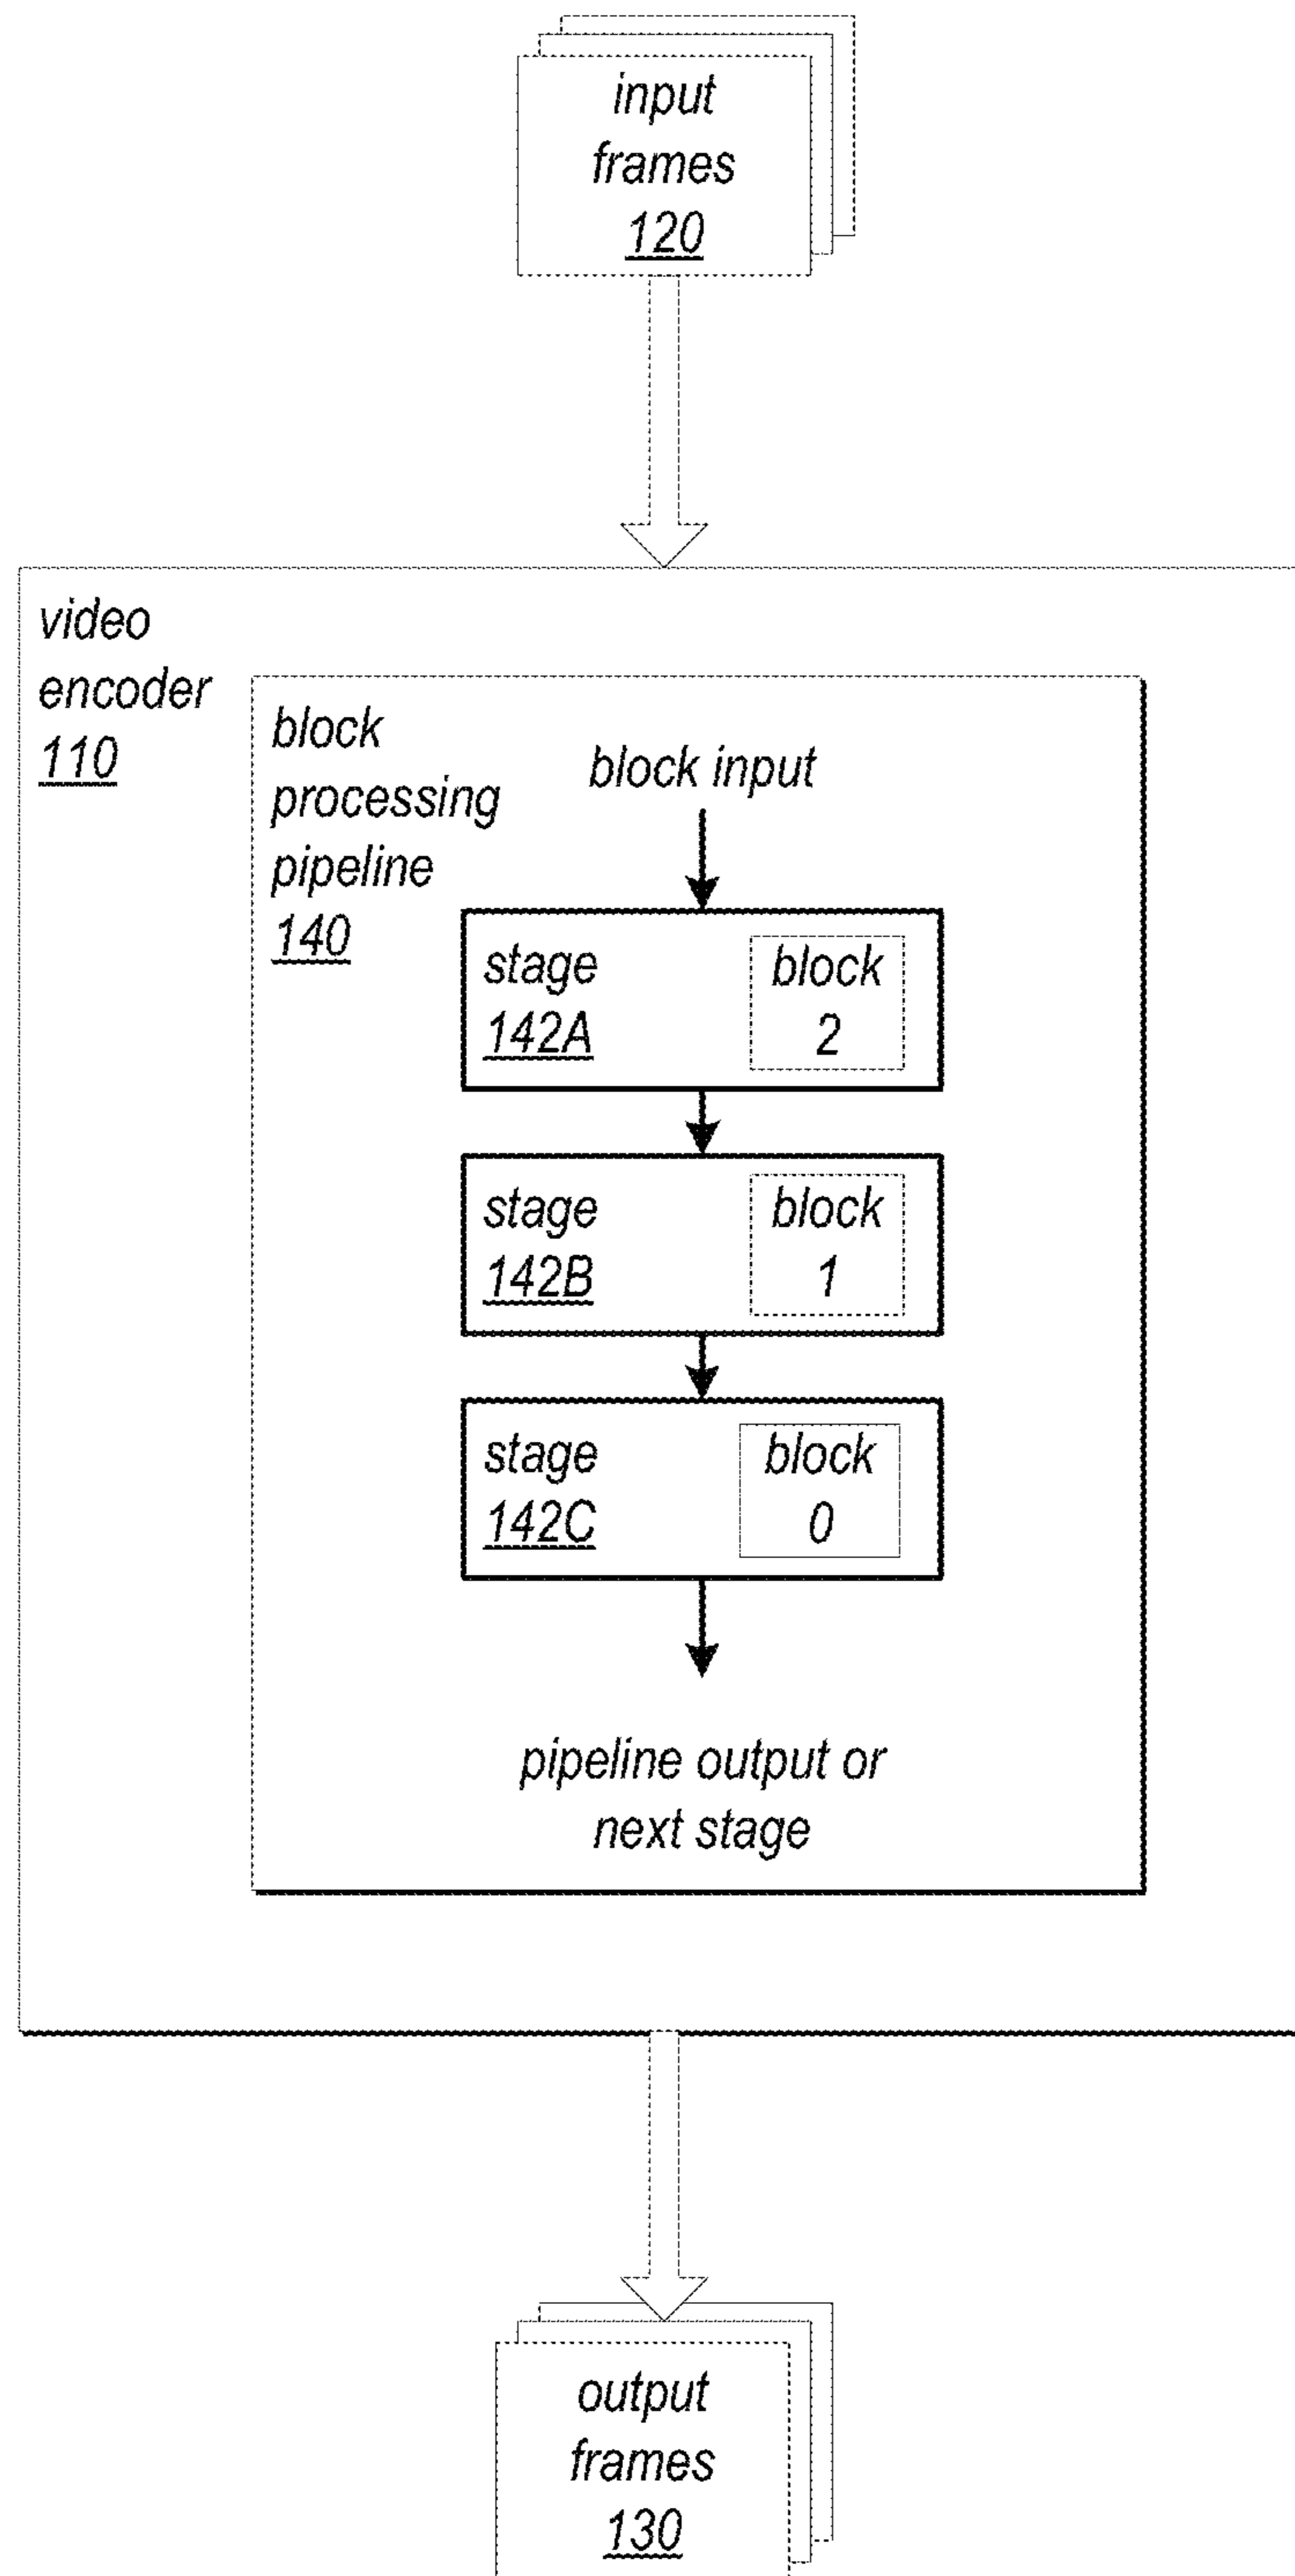 input
frames
120
video
encoder
110
block
processing
pipeline
140
block input
stage
142A
block
2
stage
142B
block
1
stage
142C
block
0
pipeline output or
next stage
output
frames
130